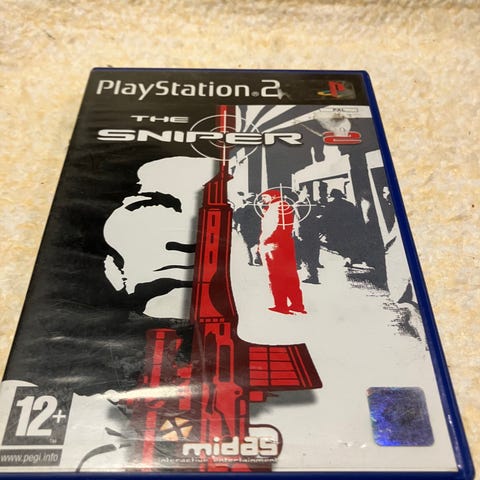 PlayStation®2
PAL
THE
SNIPER 2
12+
www.pegi.info
midas
interactive entertainment